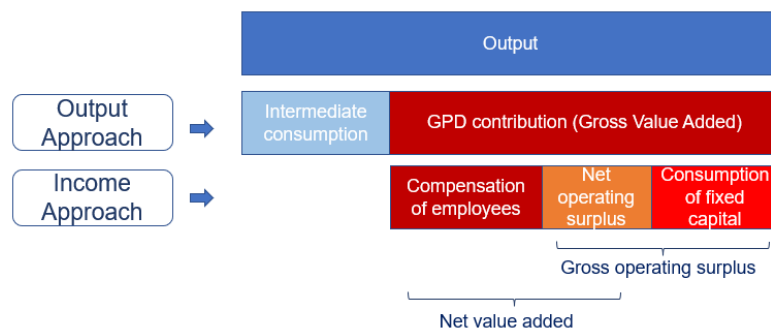 Output
Output
Approach
Intermediate
consumption
GPD contribution (Gross Value Added)
Income
Approach
Compensation
of employees
Net
operating
surplus
Consumption
of fixed
capital
Gross operating surplus
Net value added